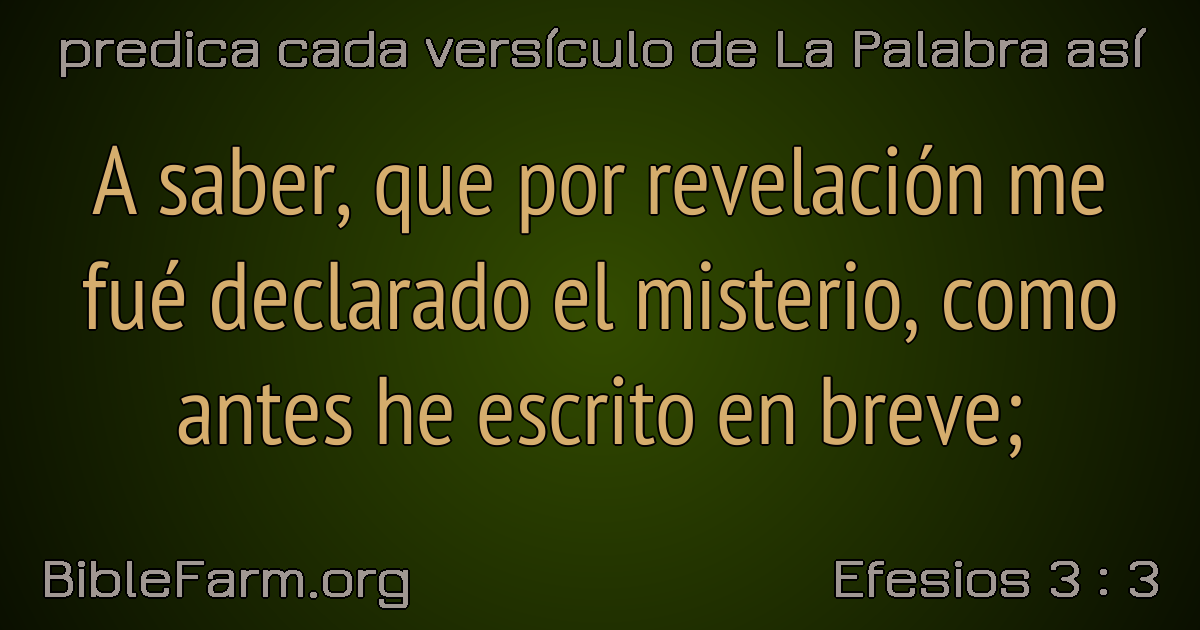 predica cada versículo de La Palabra así
A saber, que por revelación me
fué declarado el misterio, como
antes he escrito en breve;
BibleFarm.org
Efesios 3 : 3